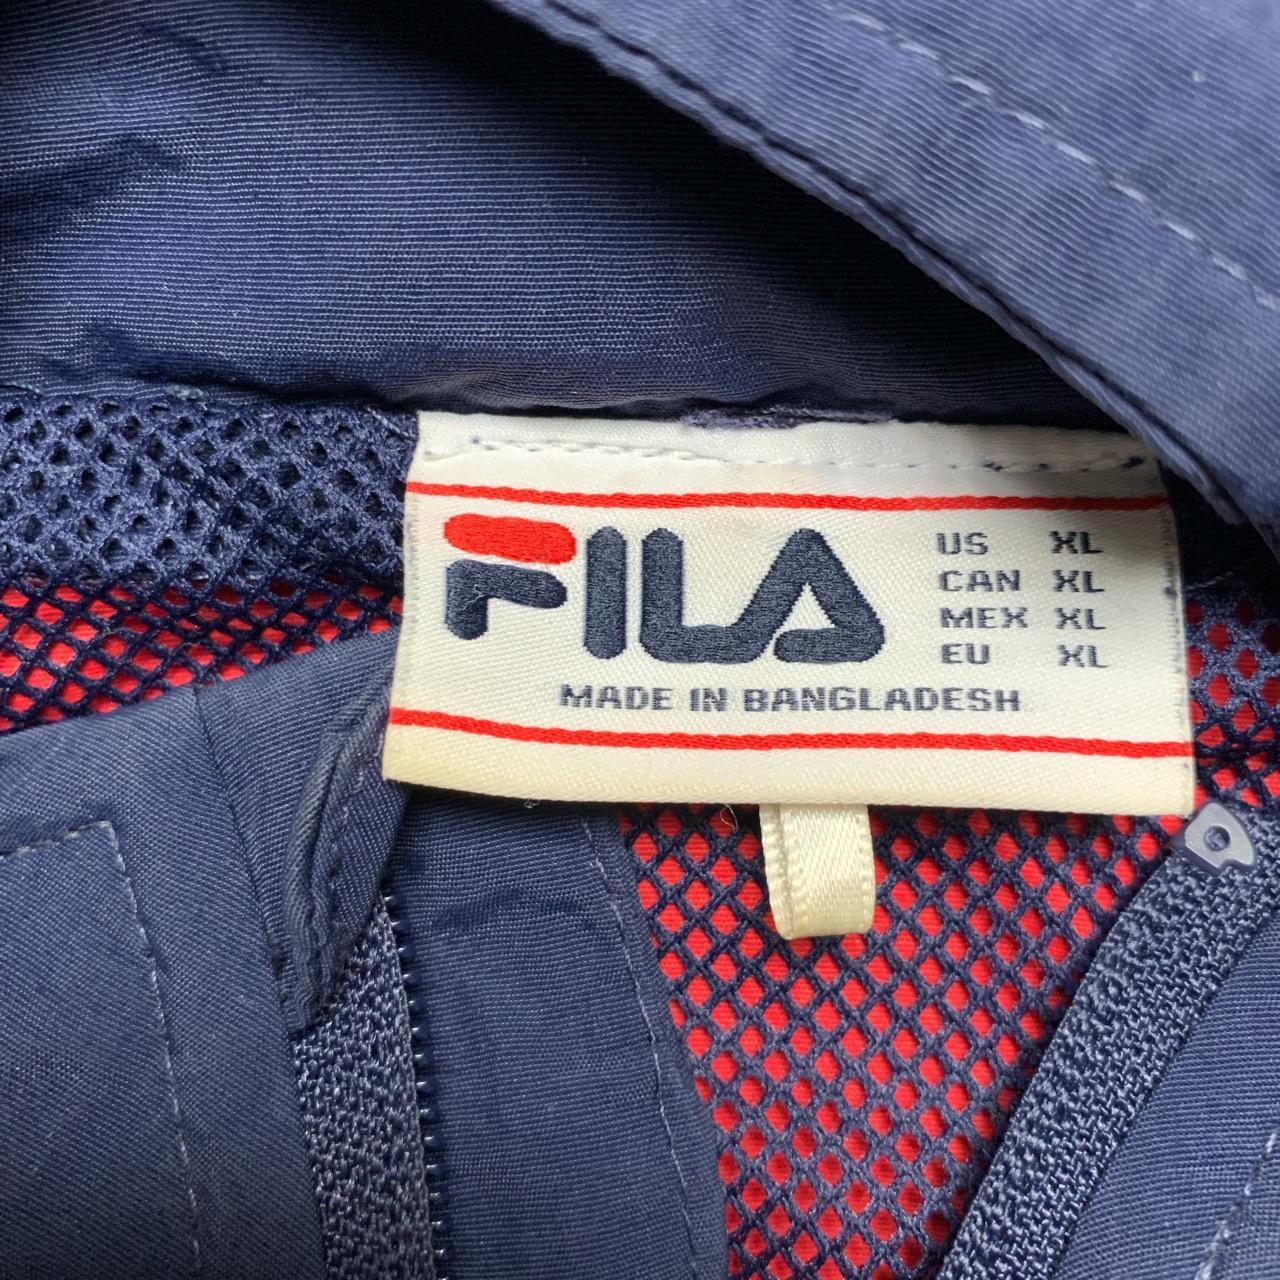 FILA
US XL
CAN XL
MEX XL
EU XL
MADE IN BANGLADESH